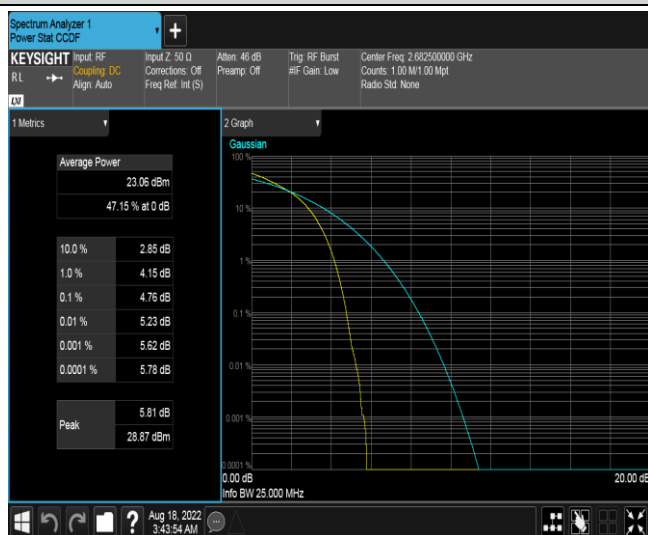 Spectrum Analyzer 1
Power Stat CCDF
+
KEYSIGHT
RL
LXI
Input: RF
Coupling: DC
Align: Auto
Input Z: 50 Ω
Corrections: Off
Freq Ref: Int (S)
Atten: 46 dB
Preamp: Off
Trig: RF Burst
#IF Gain: Low
Center Freq: 2.682500000 GHz
Counts: 1.00 M/1.00 Mpt
Radio Std: None
1 Metrics
Average Power
23.06 dBm
47.15 % at 0 dB
10.0 % 2.85 dB
1.0 % 4.15 dB
0.1 % 4.76 dB
0.01 % 5.23 dB
0.001 % 5.62 dB
0.0001 % 5.78 dB
Peak
5.81 dB
28.87 dBm
2 Graph
Gaussian
100 %
10 %
1 %
0.1 %
0.01 %
0.001 %
0.0001 %
0.00 dB
20.00 dB
Info BW 25.000 MHz
?
Aug 18, 2022
3:43:54 AM